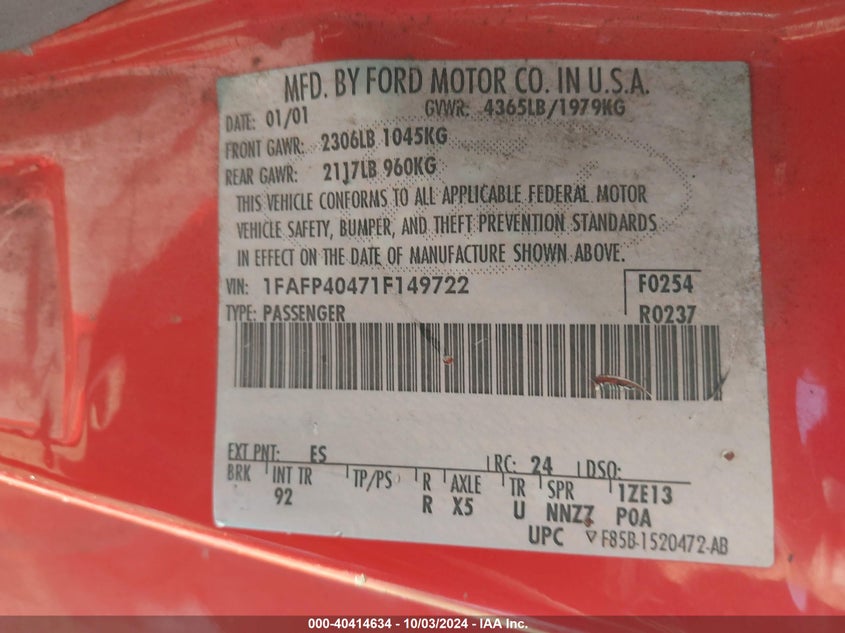 MFD. BY FORD MOTOR CO. IN U.S.A.
DATE: 01/01 GVWR: 4365LB/1979KG
FRONT GAWR: 2306LB 1045KG
REAR GAWR: 2117LB 960KG
THIS VEHICLE CONFORMS TO ALL APPLICABLE FEDERAL MOTOR
VEHICLE SAFETY, BUMPER, AND THEFT PREVENTION STANDARDS
IN EFFECT ON THE DATE OF MANUFACTURE SHOWN ABOVE.
VIN: 1FAFP40471F149722 F0254
TYPE: PASSENGER R0237
EXT PNT: ES RC: 24 DSO:
BRK INT TR TP/PS R AXLE TR SPR 1ZE13
92 R X5 U NNZZ POA
UPC F85B-1520472-AB
000-40414634 - 10/03/2024 - IAA Inc.